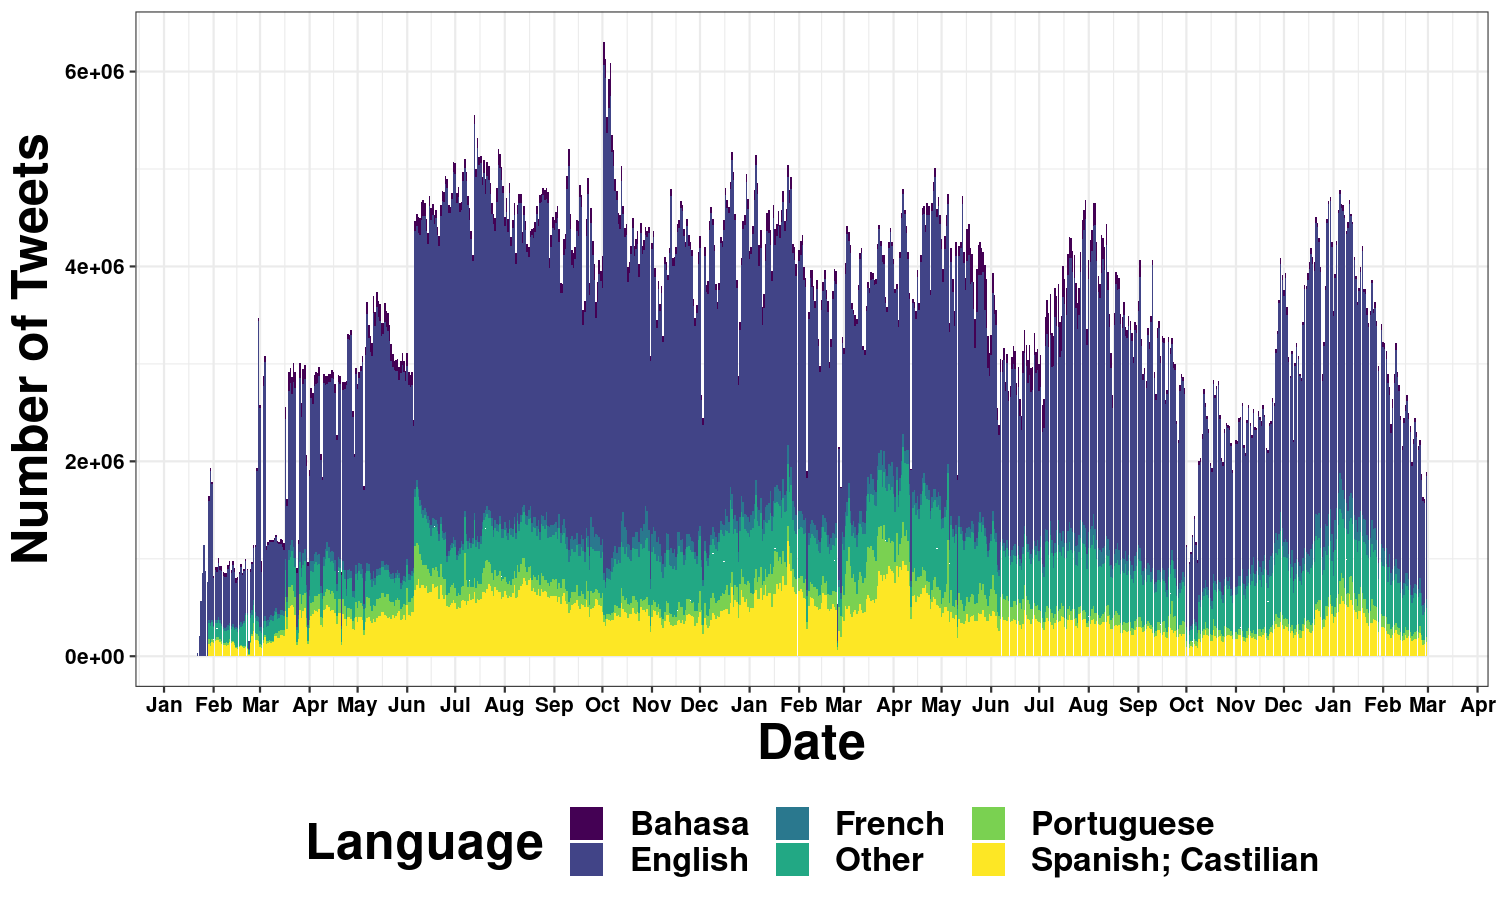 Number of Tweets
6e+06
4e+06
2e+06
0e+00
Jan Feb Mar Apr May Jun Jul Aug Sep Oct Nov Dec Jan Feb Mar Apr May Jun Jul Aug Sep Oct Nov Dec Jan Feb Mar Apr
Date
Language
Bahasa French Portuguese
English Other Spanish; Castilian